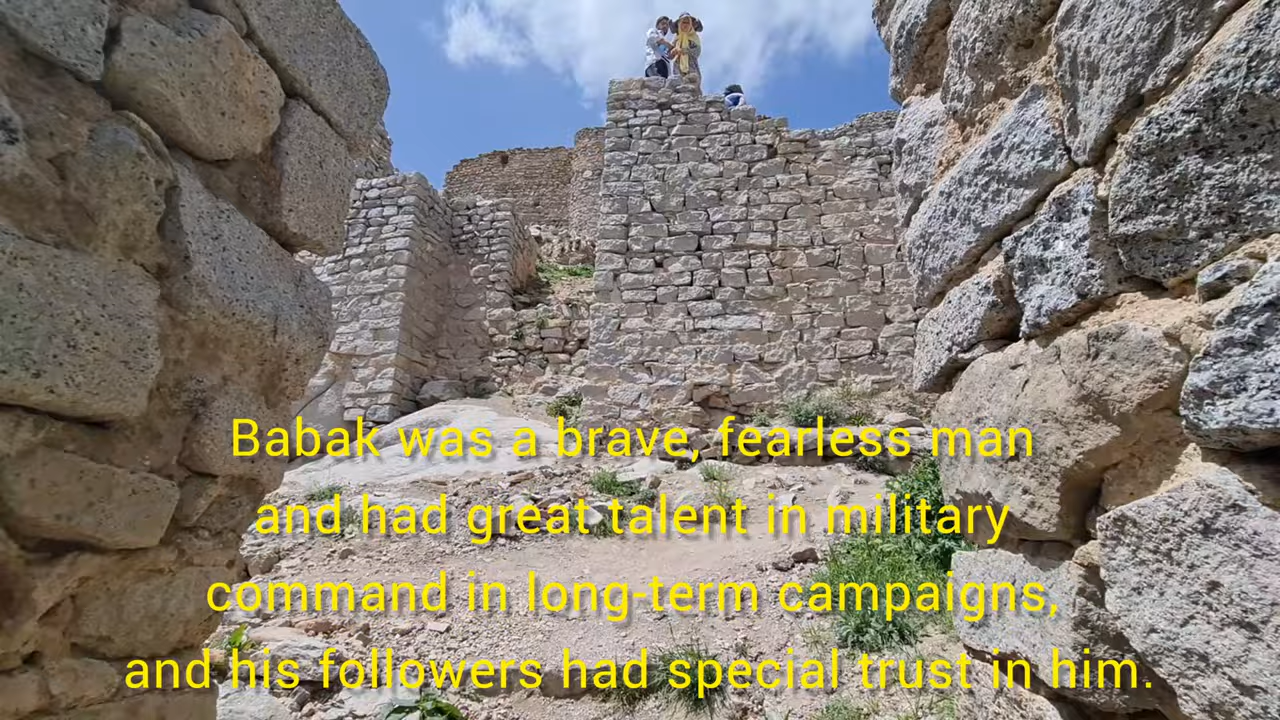 Babak was a brave, fearless man
and had great talent in military
command in long-term campaigns,
and his followers had special trust in him.